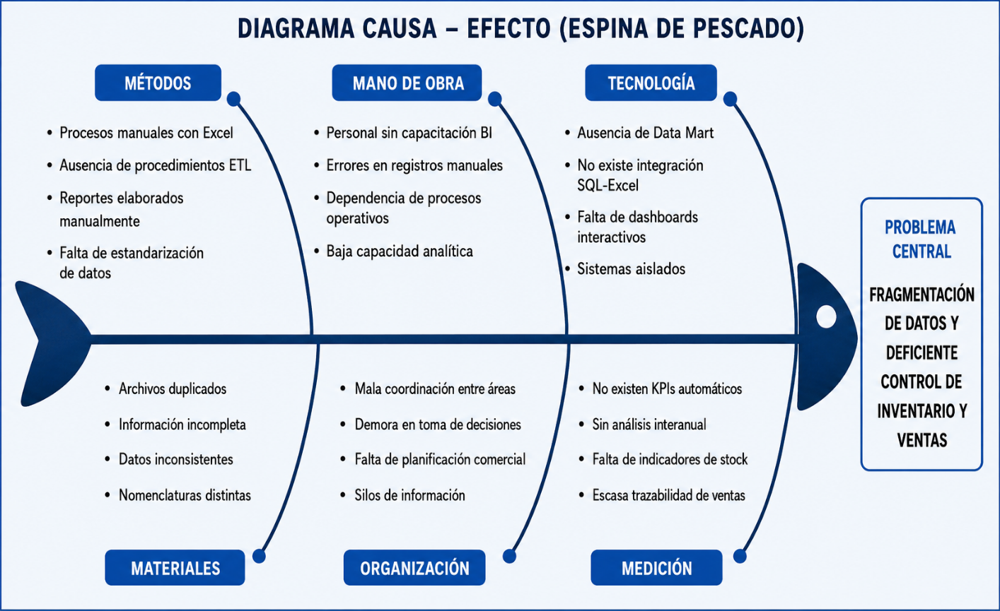 DIAGRAMA CAUSA – EFECTO (ESPINA DE PESCADO)
MÉTODOS
• Procesos manuales con Excel
• Ausencia de procedimientos ETL
• Reportes elaborados
manualmente
• Falta de estandarización
de datos
MANO DE OBRA
• Personal sin capacitación BI
• Errores en registros manuales
• Dependencia de procesos
operativos
• Baja capacidad analítica
TECNOLOGÍA
• Ausencia de Data Mart
• No existe integración
SQL-Excel
• Falta de dashboards
interactivos
• Sistemas aislados
PROBLEMA
CENTRAL
FRAGMENTACIÓN
DE DATOS Y
DEFICIENTE
CONTROL DE
INVENTARIO Y
VENTAS
• Archivos duplicados
• Información incompleta
• Datos inconsistentes
• Nomenclaturas distintas
MATERIALES
• Mala coordinación entre áreas
• Demora en toma de decisiones
• Falta de planificación comercial
• Silos de información
ORGANIZACIÓN
• No existen KPIs automáticos
• Sin análisis interanual
• Falta de indicadores de stock
• Escasa trazabilidad de ventas
MEDICIÓN